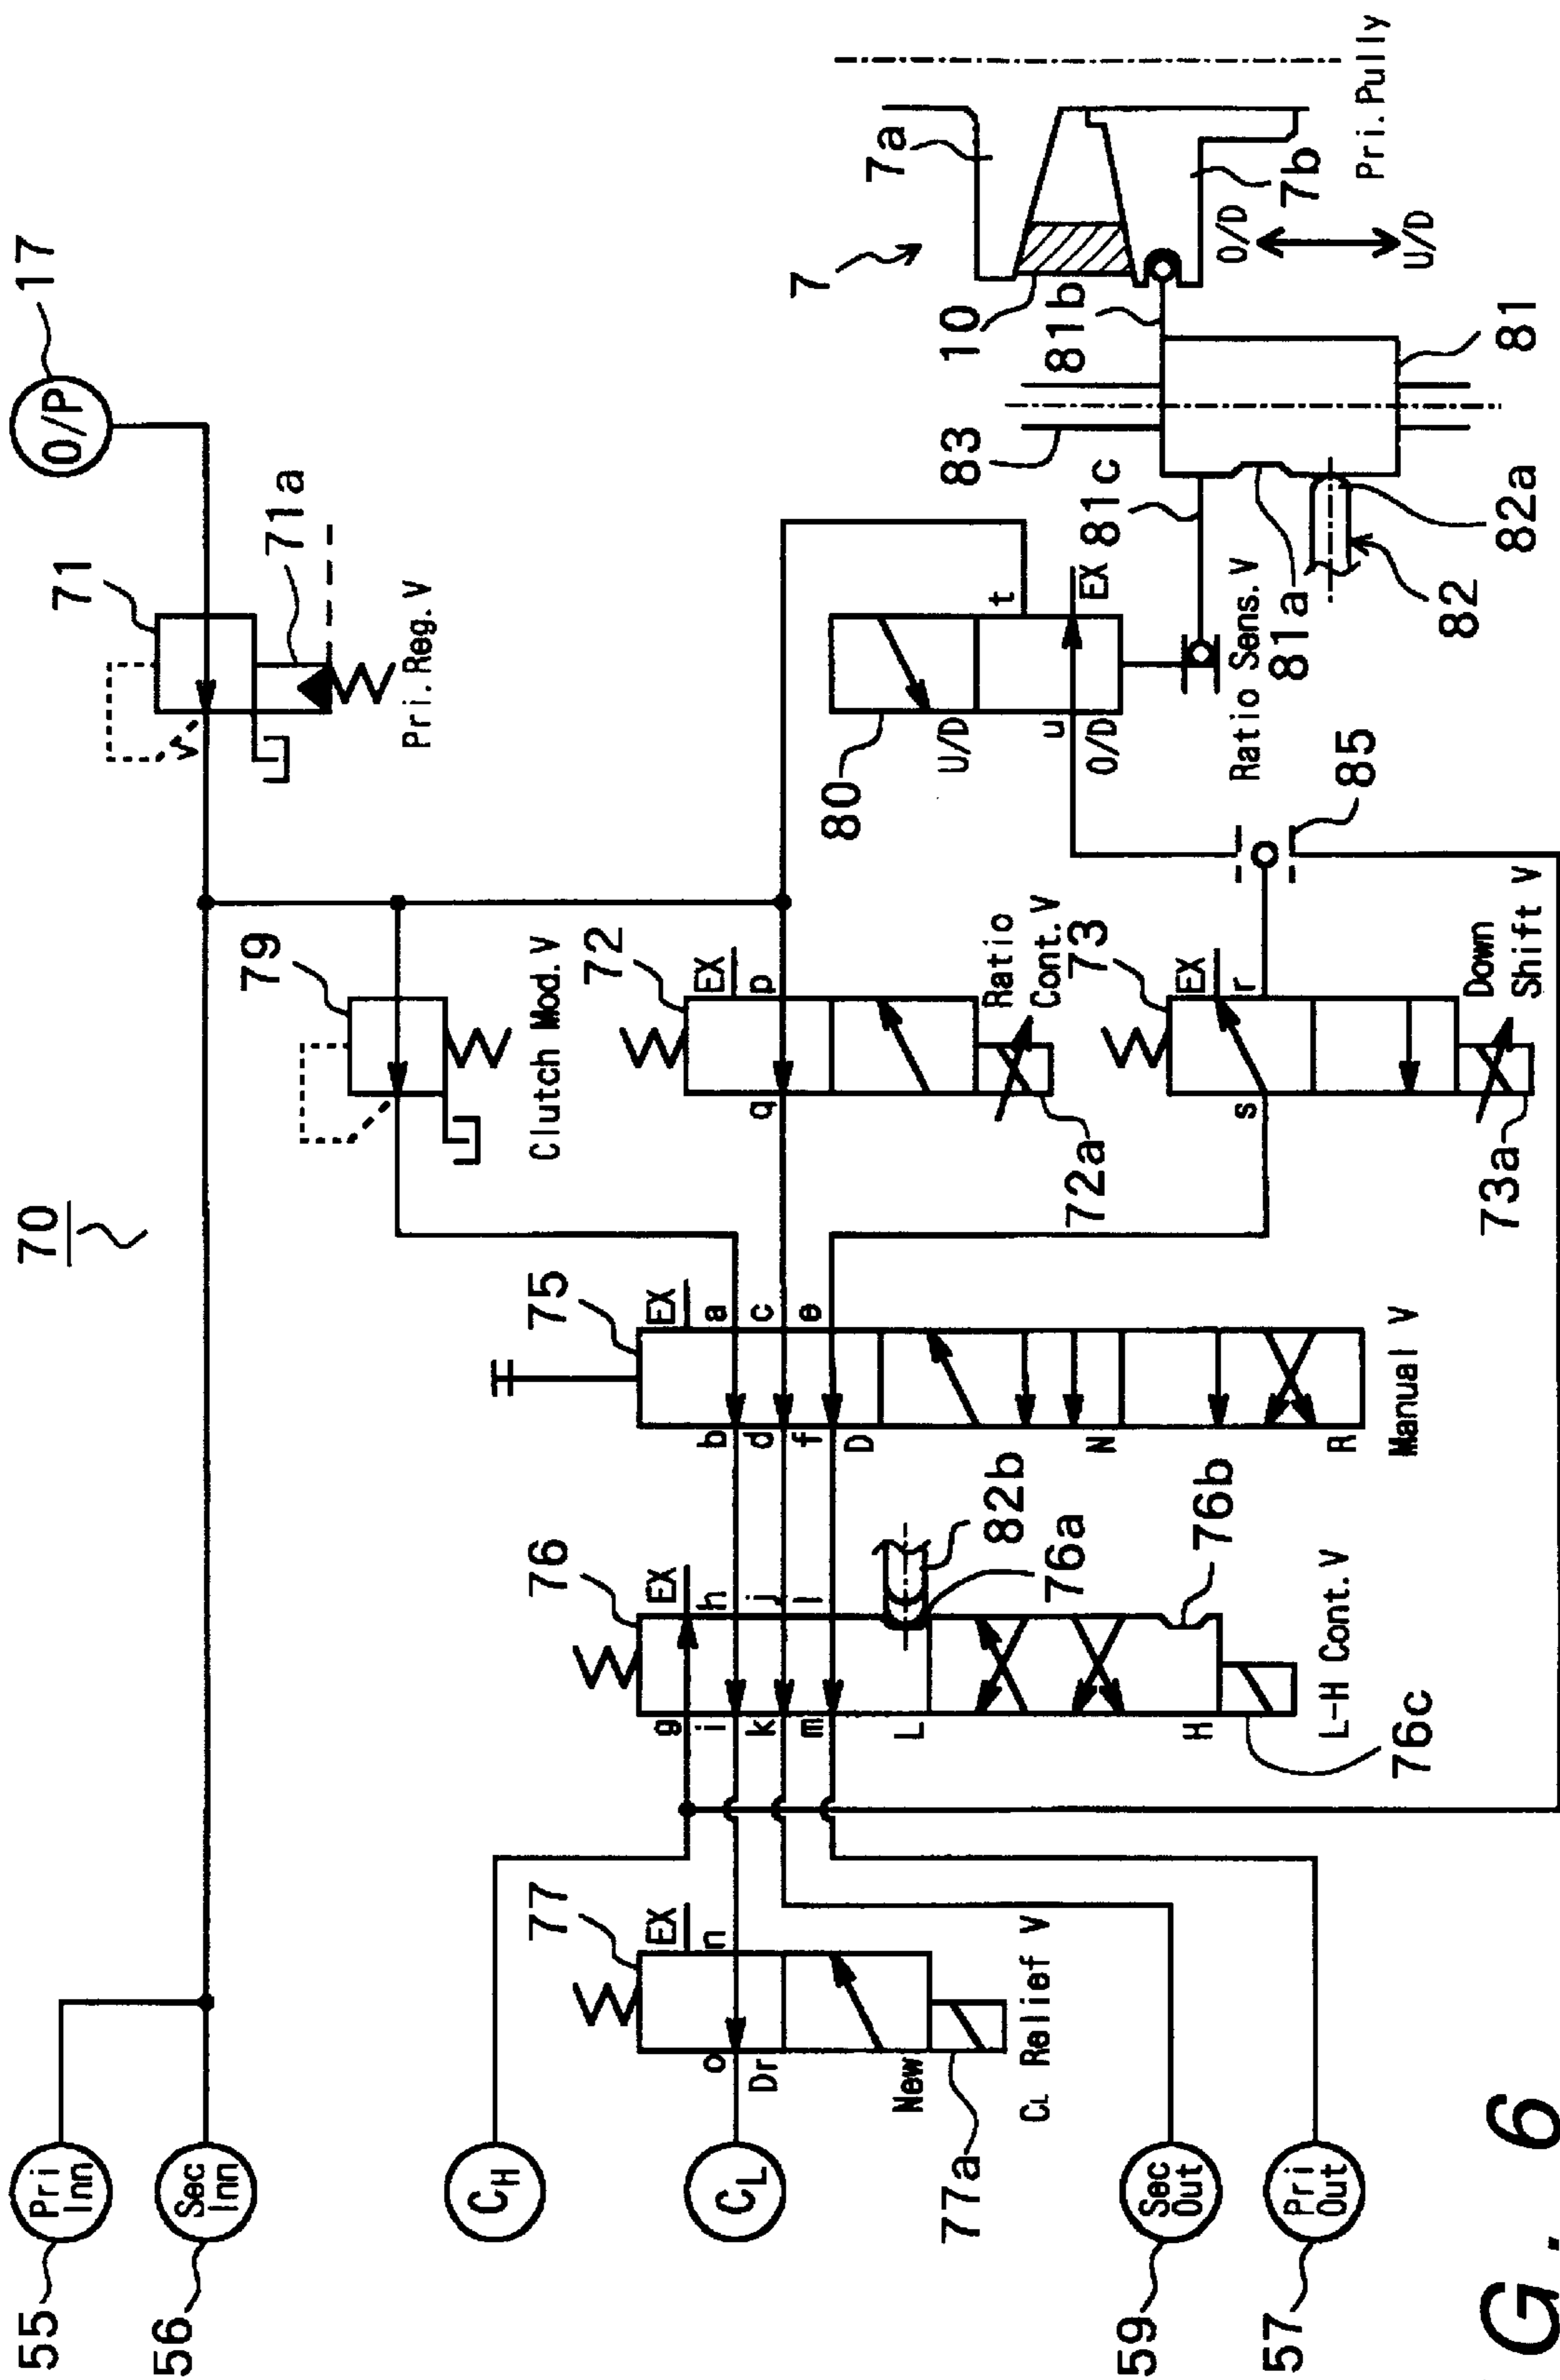 70
55
Pri
Inn
56
Sec
Inn
17
O/P
71
71a
v
Pri. Reg. V
79
Clutch Mod. V
72
EX
p
q
Ratio
Cont. V
72a
73
EX
r
s
Down
Shift V
73a
75
EX
a
c
e
b
d
f
D
N
R
Manual V
76
EX
h
j
l
g
i
k
m
L
H
82b
76a
76b
76c
L-H Cont. V
77
EX
n
o
Dr
New
77a
CL Relief V
CH
CL
59
Sec
Out
57
Pri
Out
80
t
EX
u
U/D
O/D
Ratio Sens. V
85
7
7a
7b
10
O/D
U/D
Pri. Pully
81
81a
81b
81c
82
82a
83
G. 6